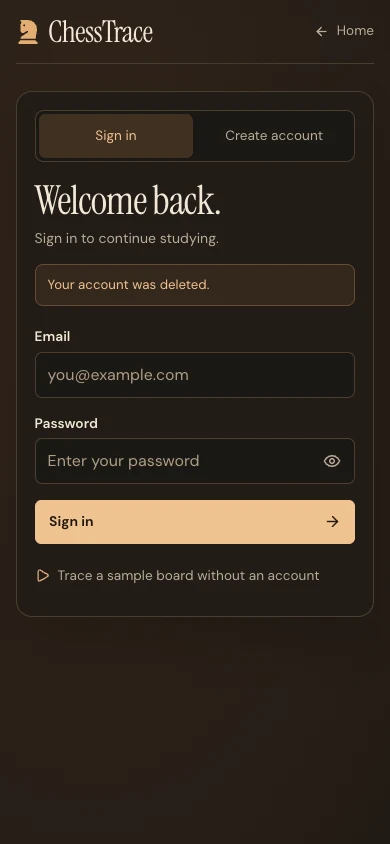 ChessTrace
Home
Sign in
Create account
Welcome back.
Sign in to continue studying.
Your account was deleted.
Email
you@example.com
Password
Enter your password
Sign in
Trace a sample board without an account